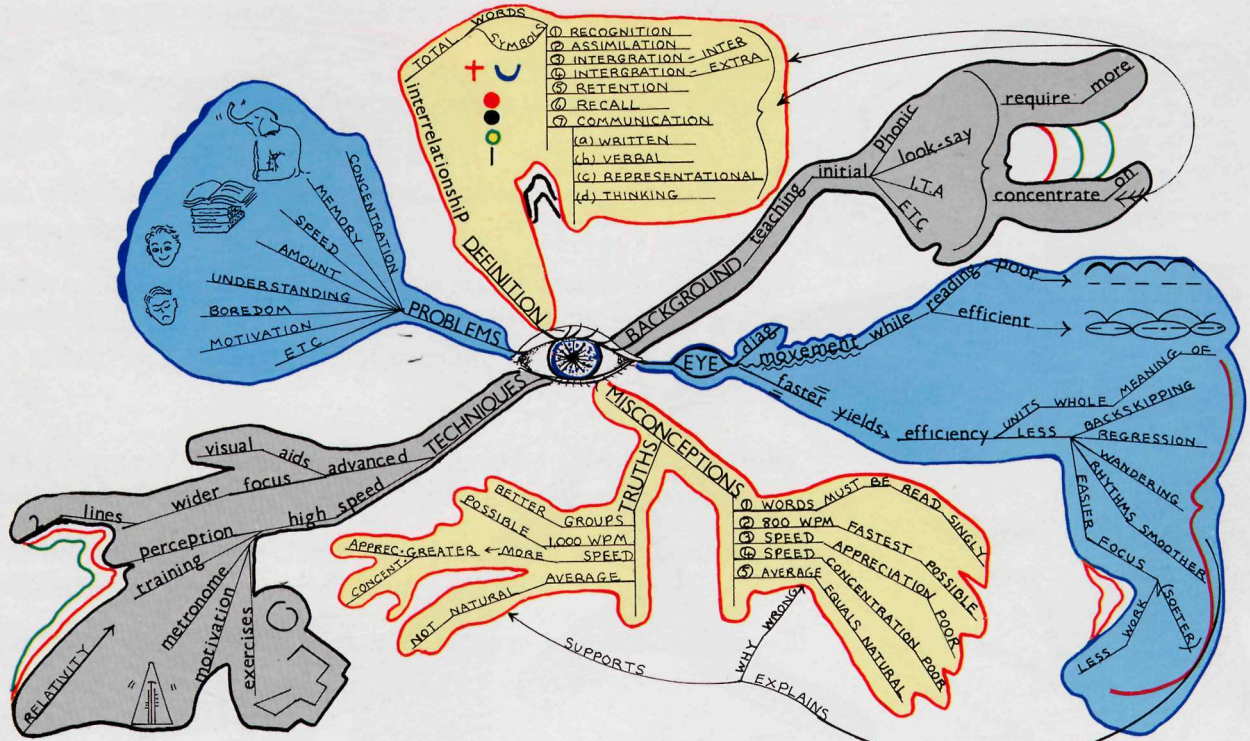 TOTAL WORDS
SYMBOLS
interrelationship
DEFINITION
① RECOGNITION
② ASSIMILATION
③ INTERGRATION - INTER
④ INTERGRATION - EXTRA
⑤ RETENTION
⑥ RECALL
⑦ COMMUNICATION
(a) WRITTEN
(b) VERBAL
(c) REPRESENTATIONAL
(d) THINKING
BACKGROUND
teaching
initial
Phonic
look-say
I.T.A
ETC
require more
concentrate on
PROBLEMS
CONCENTRATION
MEMORY
SPEED
AMOUNT
UNDERSTANDING
BOREDOM
MOTIVATION
ETC
EYE
diag
movement while reading poor
efficient
faster yields efficiency
UNITS WHOLE MEANING OF
LESS
BACKSKIPPING
REGRESSION
WANDERING
RHYTHMS SMOOTHER
EASIER FOCUS (SOFTER)
LESS WORK
TECHNIQUES
advanced
visual aids
2 lines wider focus
high speed
perception
training
metronome
motivation
exercises
RELATIVITY
MISCONCEPTIONS
TRUTHS
BETTER GROUPS
POSSIBLE 1,000 WPM
APPREC. GREATER ← MORE SPEED
CONCENT.
NOT NATURAL AVERAGE
① WORDS MUST BE READ SINGLY
② 800 WPM FASTEST POSSIBLE
③ SPEED APPRECIATION POOR
④ SPEED CONCENTRATION POOR
⑤ AVERAGE EQUALS NATURAL
WHY WRONG
SUPPORTS
EXPLAINS